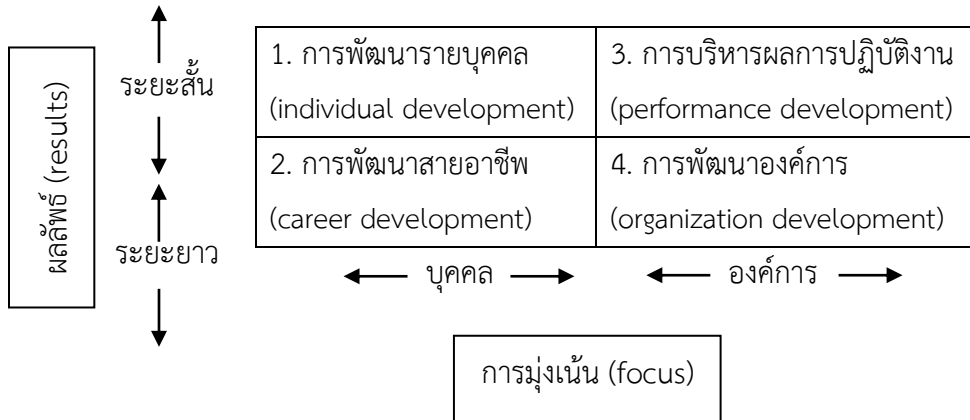 ผลลัพธ์ (results)
ระยะสั้น
ระยะยาว
1. การพัฒนารายบุคคล
(individual development)
3. การบริหารผลการปฏิบัติงาน
(performance development)
2. การพัฒนาสายอาชีพ
(career development)
4. การพัฒนาองค์การ
(organization development)
บุคคล
องค์การ
การมุ่งเน้น (focus)